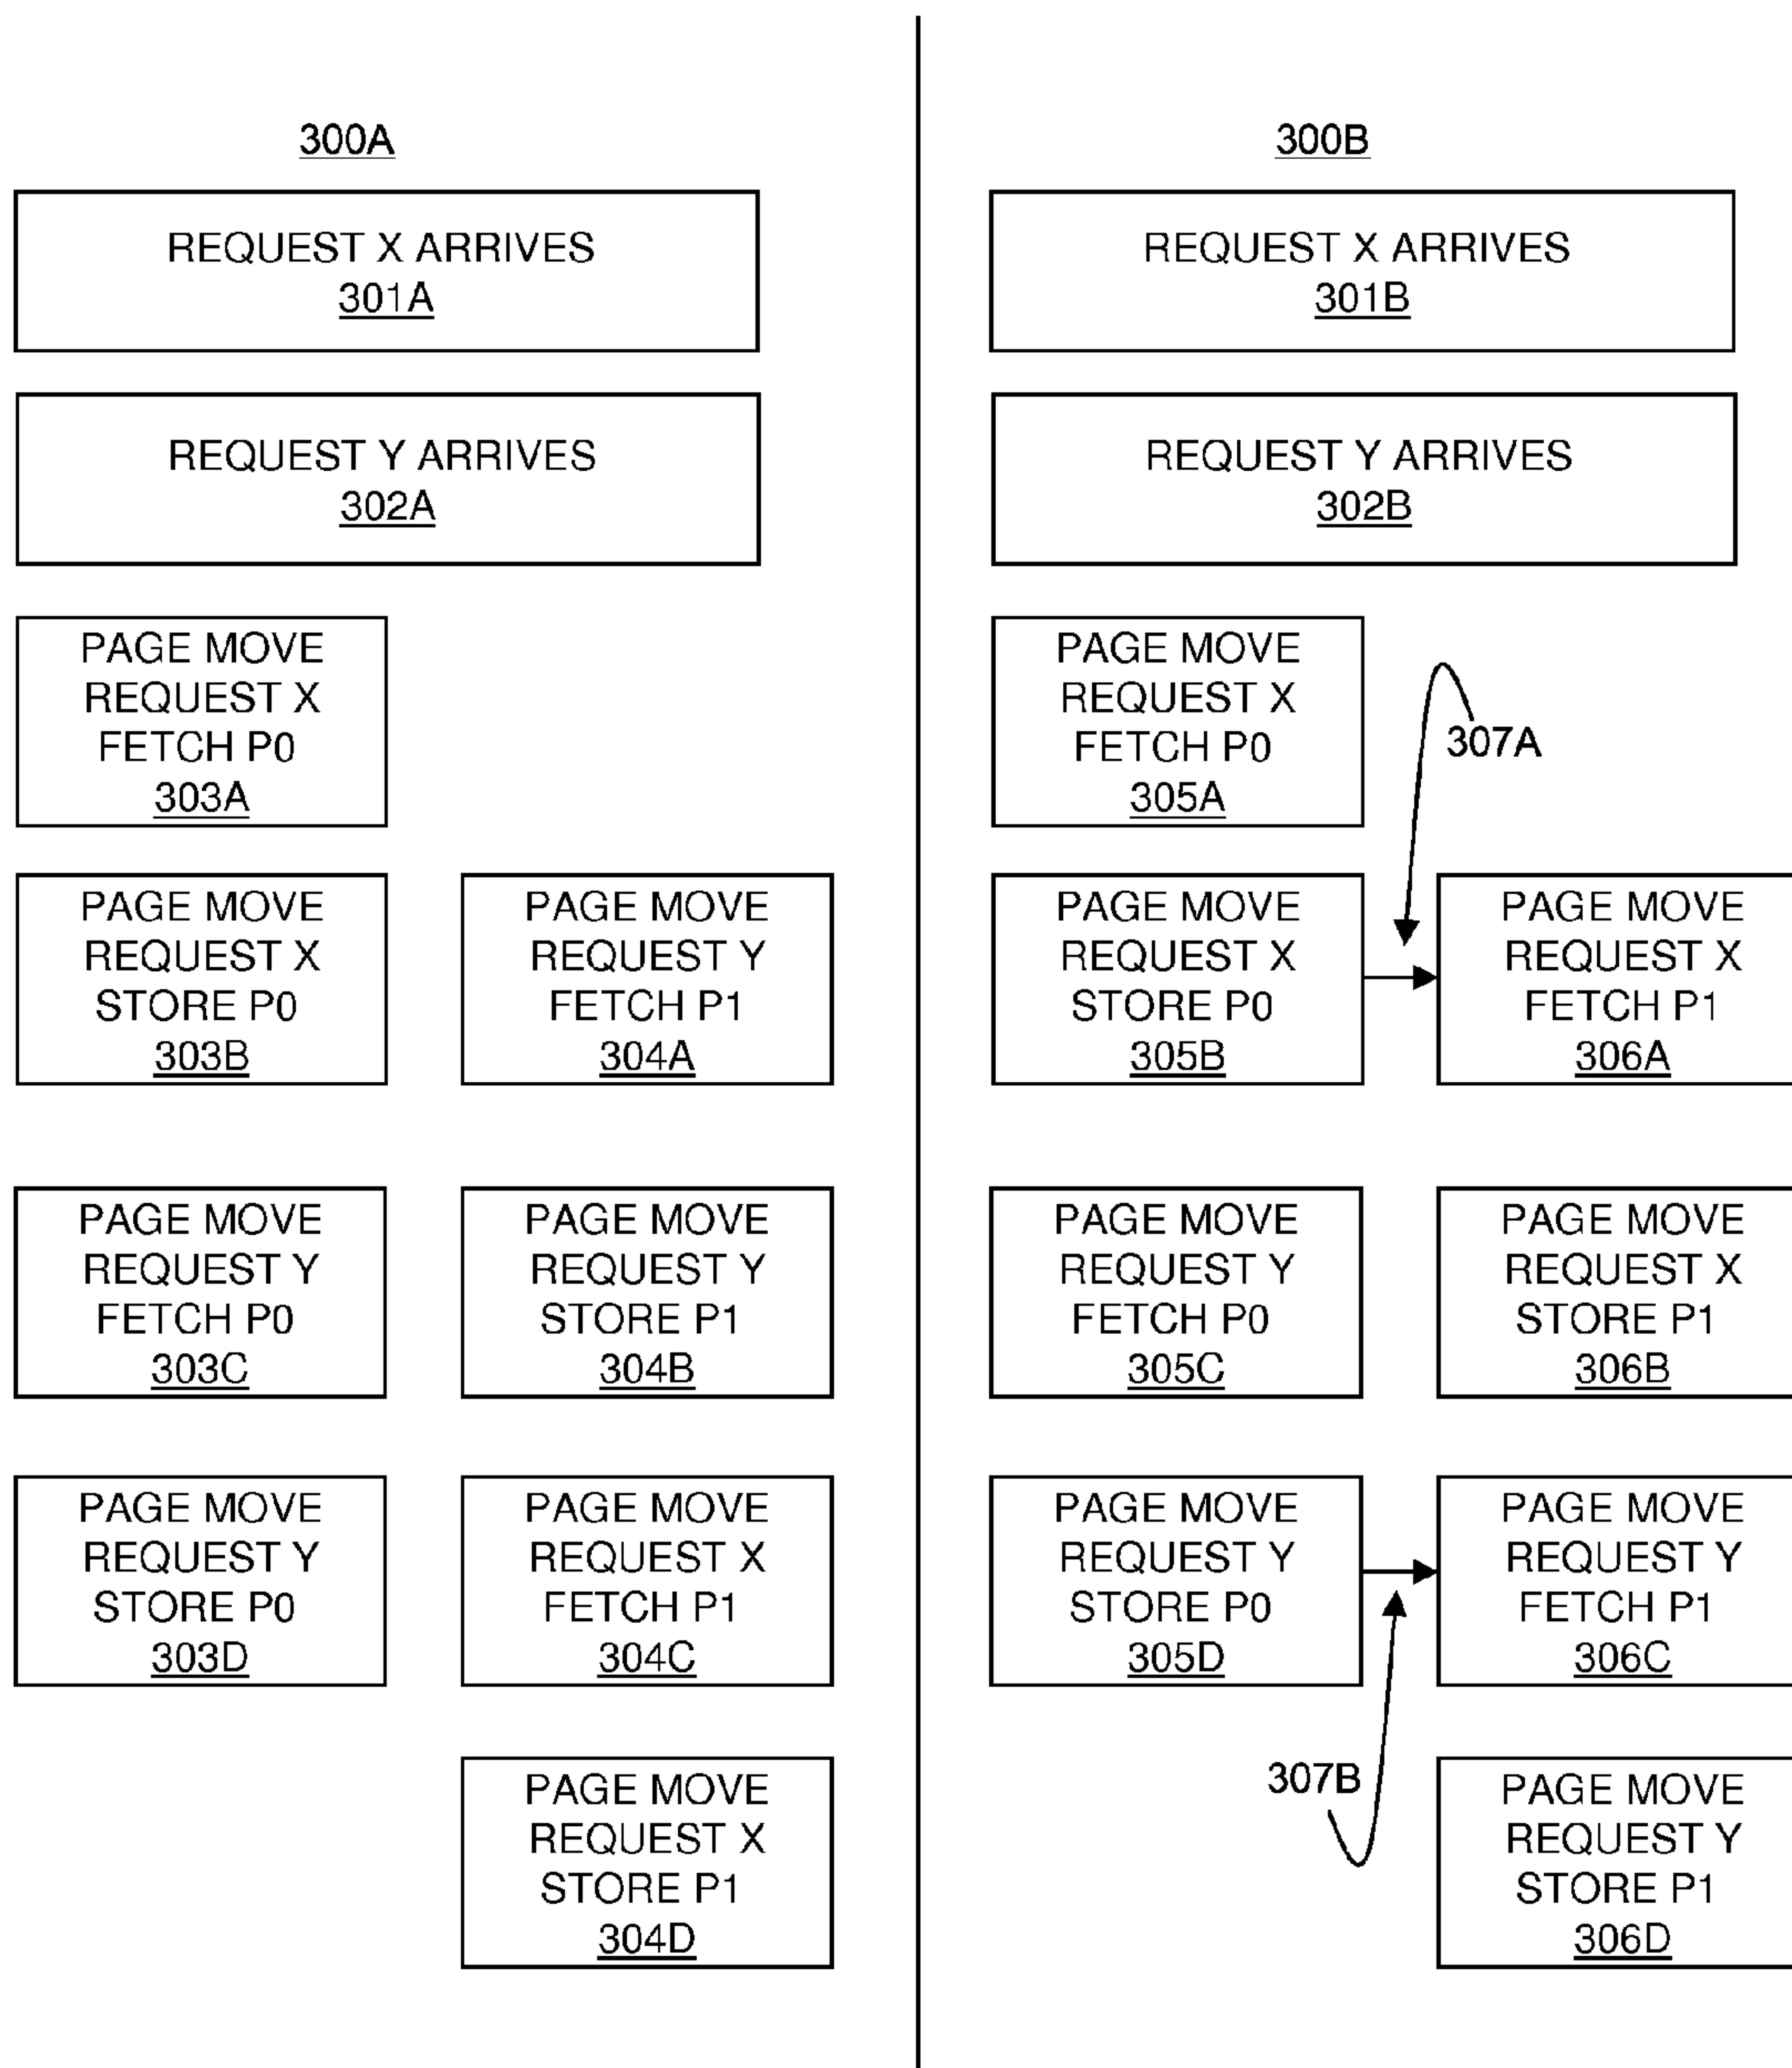 300A
REQUEST X ARRIVES
301A
REQUEST Y ARRIVES
302A
PAGE MOVE
REQUEST X
FETCH P0
303A
PAGE MOVE
REQUEST X
STORE P0
303B
PAGE MOVE
REQUEST Y
FETCH P1
304A
PAGE MOVE
REQUEST Y
FETCH P0
303C
PAGE MOVE
REQUEST Y
STORE P1
304B
PAGE MOVE
REQUEST Y
STORE P0
303D
PAGE MOVE
REQUEST X
FETCH P1
304C
PAGE MOVE
REQUEST X
STORE P1
304D
300B
REQUEST X ARRIVES
301B
REQUEST Y ARRIVES
302B
PAGE MOVE
REQUEST X
FETCH P0
305A
307A
PAGE MOVE
REQUEST X
STORE P0
305B
PAGE MOVE
REQUEST X
FETCH P1
306A
PAGE MOVE
REQUEST Y
FETCH P0
305C
PAGE MOVE
REQUEST X
STORE P1
306B
PAGE MOVE
REQUEST Y
STORE P0
305D
PAGE MOVE
REQUEST Y
FETCH P1
306C
307B
PAGE MOVE
REQUEST Y
STORE P1
306D